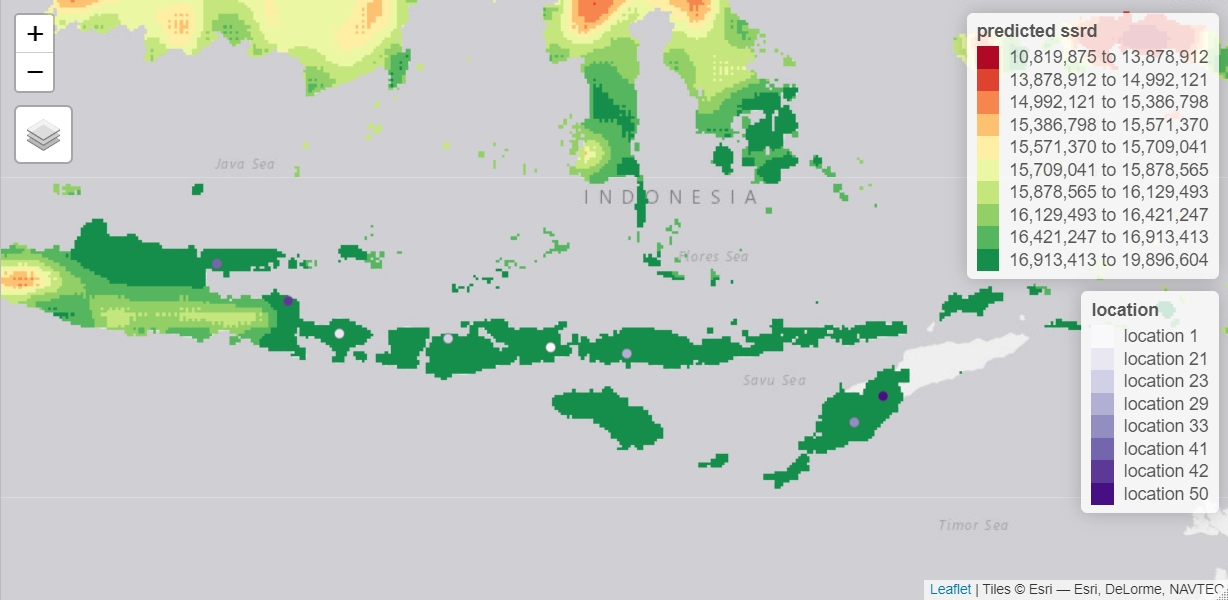 +
−
Java Sea
INDONESIA
Flores Sea
Savu Sea
Timor Sea
predicted ssrd
10,819,875 to 13,878,912
13,878,912 to 14,992,121
14,992,121 to 15,386,798
15,386,798 to 15,571,370
15,571,370 to 15,709,041
15,709,041 to 15,878,565
15,878,565 to 16,129,493
16,129,493 to 16,421,247
16,421,247 to 16,913,413
16,913,413 to 19,896,604
location
location 1
location 21
location 23
location 29
location 33
location 41
location 42
location 50
Leaflet | Tiles © Esri — Esri, DeLorme, NAVTEC